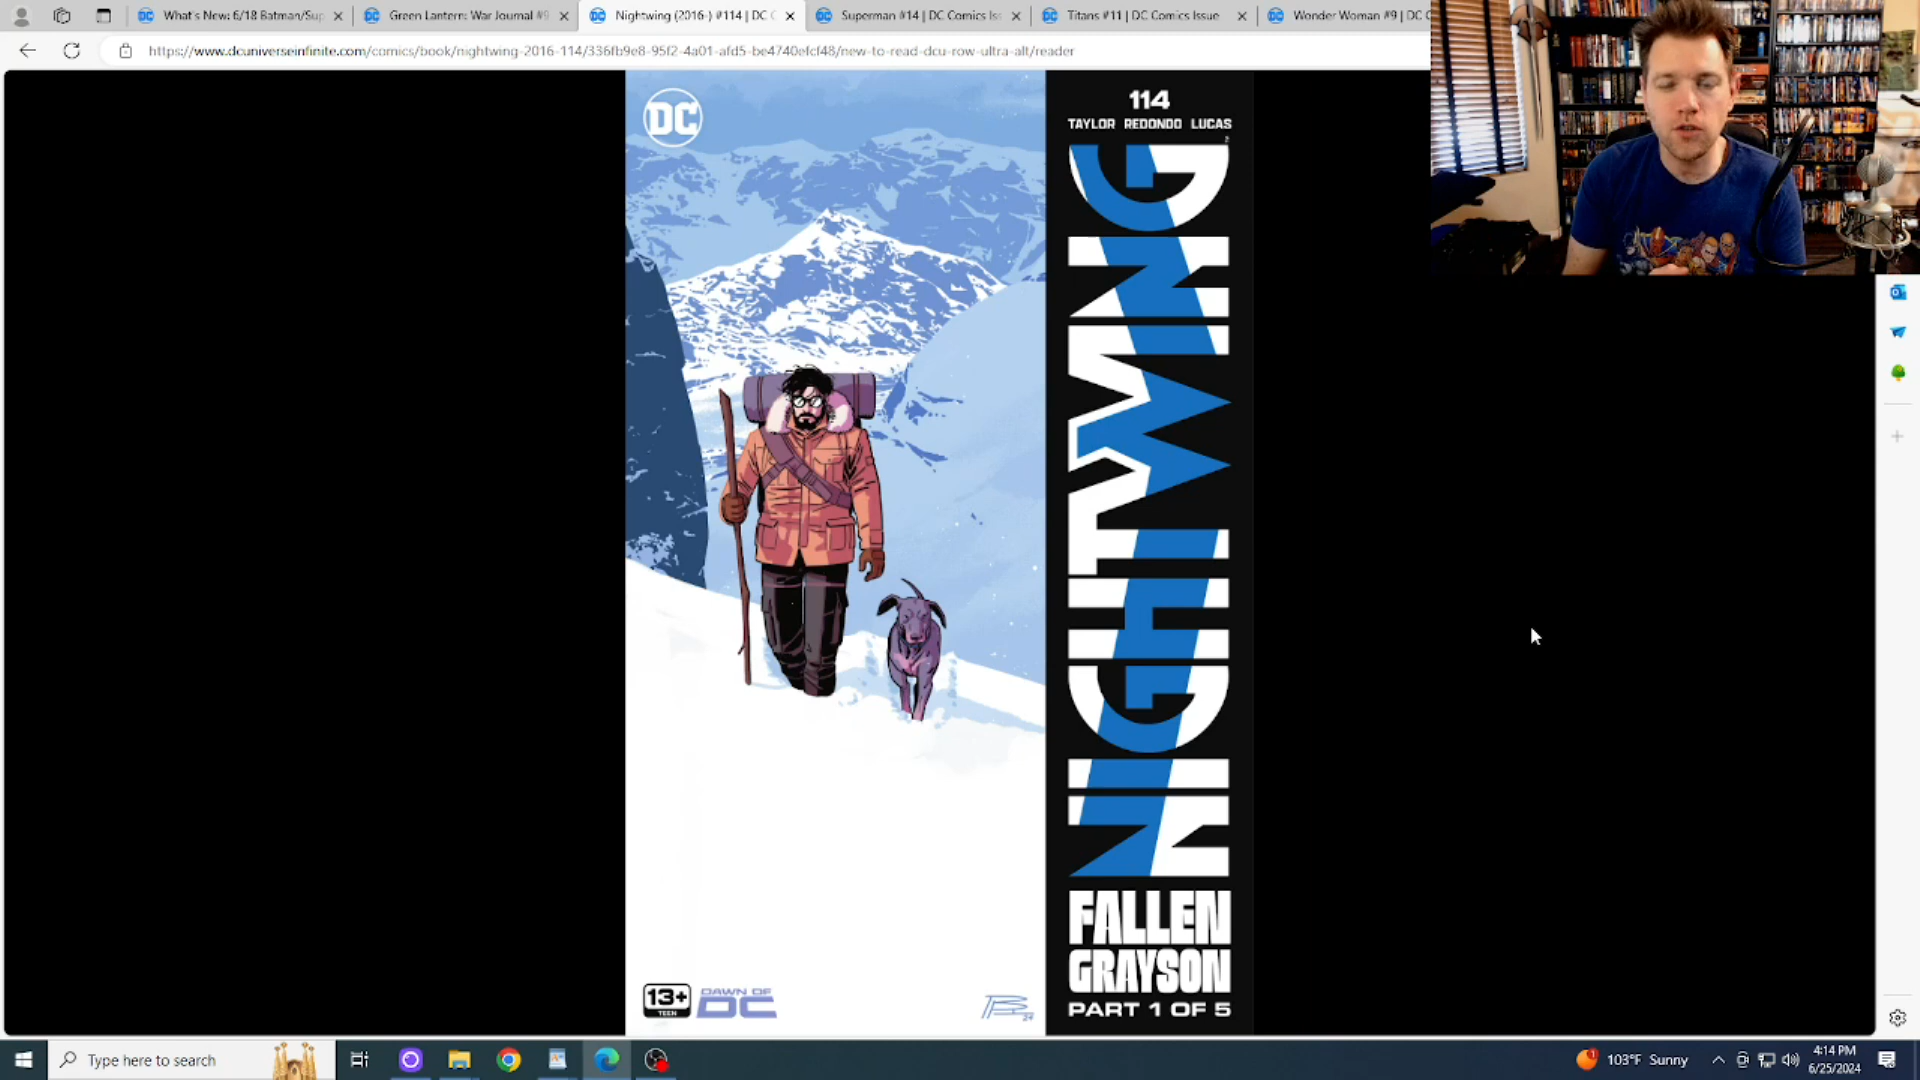 What's New: 6/18 Batman/Sup
Green Lantern: War Journal #9
Nightwing (2016-) #114 | DC C
Superman #14 | DC Comics Iss
Titans #11 | DC Comics Issue
Wonder Woman #9 | DC C
https://www.dcuniverseinfinite.com/comics/book/nightwing-2016-114/336fb9e8-95f2-4a01-afd5-be4740efcf48/new-to-read-dcu-row-ultra-alt/reader
DC
114
TAYLOR REDONDO LUCAS
NIGHTWING
FALLEN
GRAYSON
PART 1 OF 5
13+
TEEN
DAWN OF
DC
24
Type here to search
103°F Sunny
4:14 PM
6/25/2024